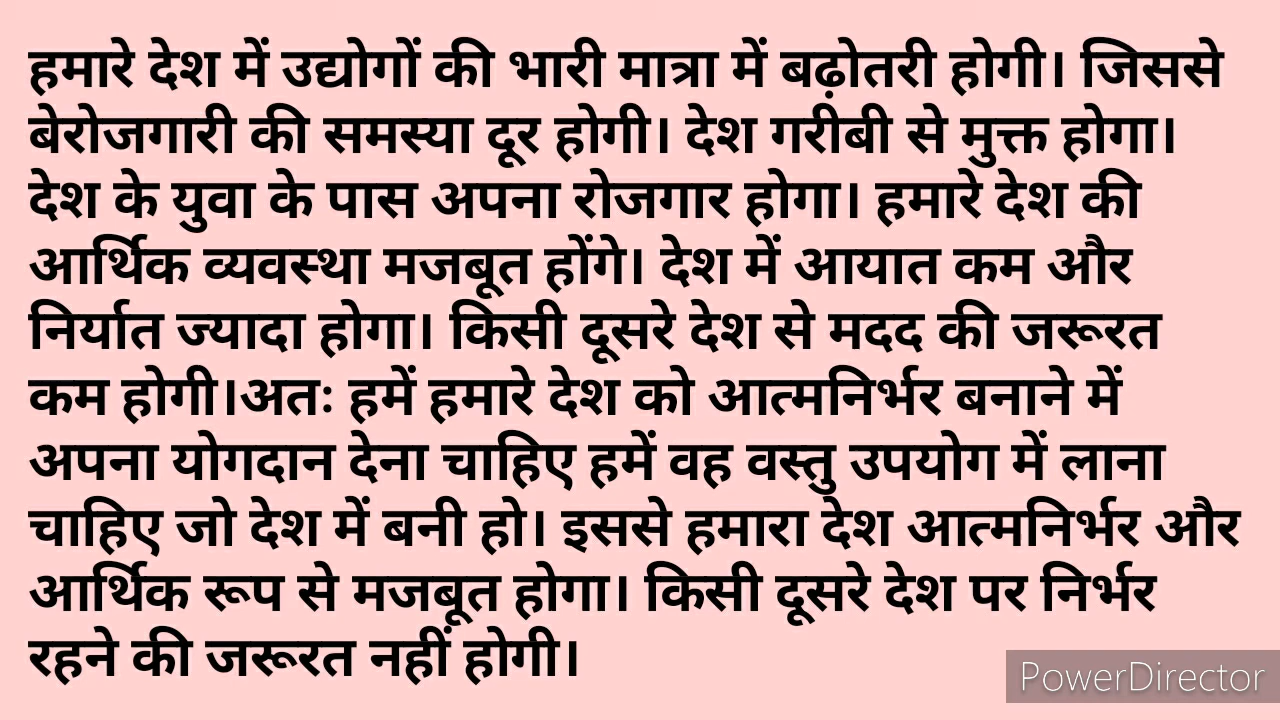 हमारे देश में उद्योगों की भारी मात्रा में बढ़ोतरी होगी। जिससे
बेरोजगारी की समस्या दूर होगी। देश गरीबी से मुक्त होगा।
देश के युवा के पास अपना रोजगार होगा। हमारे देश की
आर्थिक व्यवस्था मजबूत होंगे। देश में आयात कम और
निर्यात ज्यादा होगा। किसी दूसरे देश से मदद की जरूरत
कम होगी।अतः हमें हमारे देश को आत्मनिर्भर बनाने में
अपना योगदान देना चाहिए हमें वह वस्तु उपयोग में लाना
चाहिए जो देश में बनी हो। इससे हमारा देश आत्मनिर्भर और
आर्थिक रूप से मजबूत होगा। किसी दूसरे देश पर निर्भर
रहने की जरूरत नहीं होगी।
PowerDirector